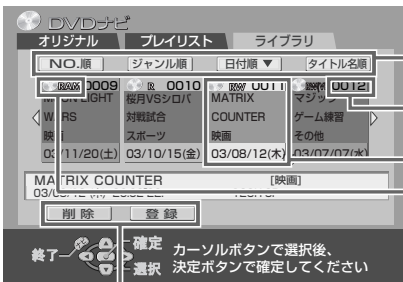 DVDナビ
オリジナル プレイリスト ライブラリ
NO.順 ジャンル順 日付順▼ タイトル名順
RAM 0009 R 0010 RW 0011 0012
MOON LIGHT 桜月VSシロバ MATRIX マジック
WARS 対戦試合 COUNTER ゲーム練習
映画 スポーツ 映画 その他
03/11/20(土) 03/10/15(金) 03/08/12(木) 03/07/07(水)
MATRIX COUNTER [映画]
削除 登録
終了 確定 選択
カーソルボタンで選択後、
決定ボタンで確定してください